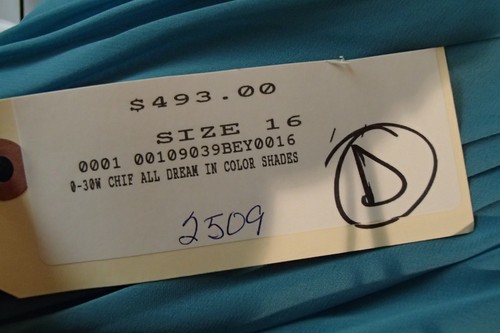 $493.00
SIZE 16
0001 00109039BEY0016
0-30W CHIF ALL DREAM IN COLOR SHADES
2509
D